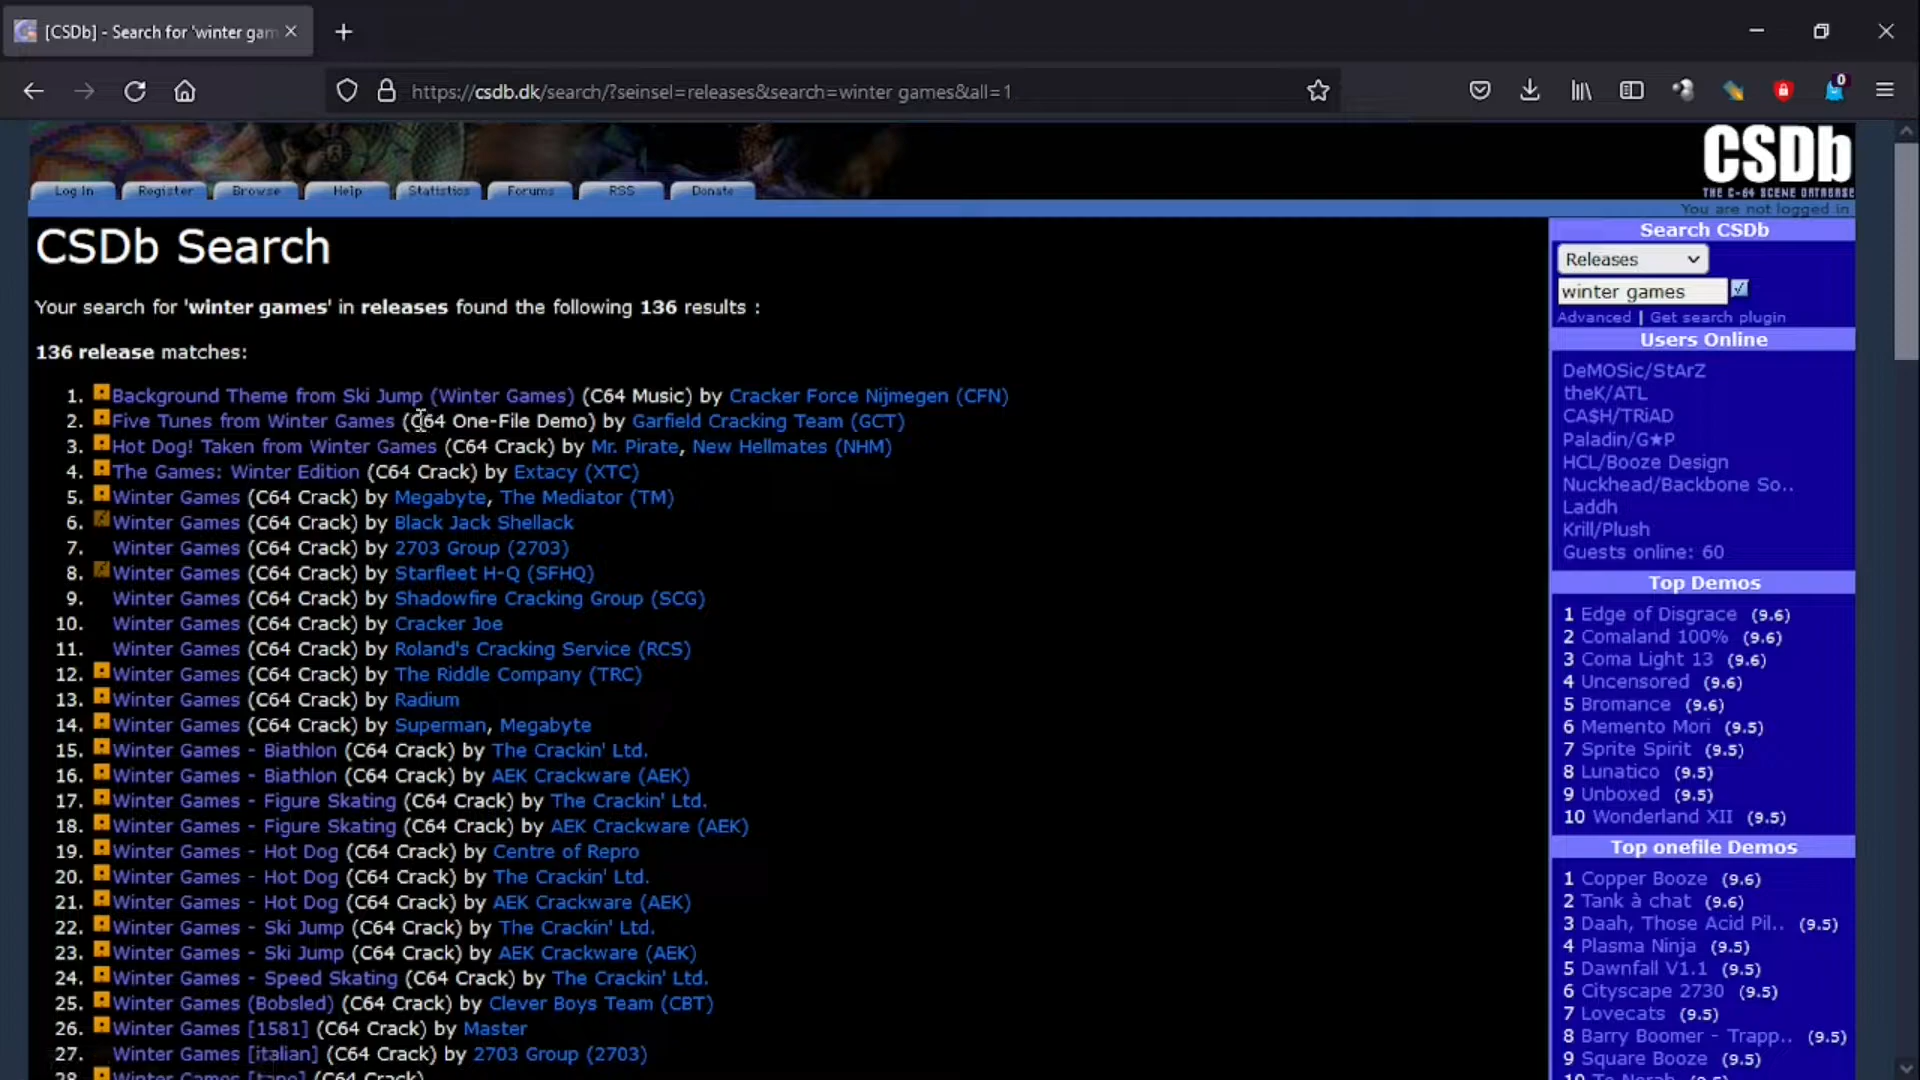 [CSDb] - Search for 'winter gam
https://csdb.dk/search/?seinsel=releases&search=winter games&all=1
0
CSDb
THE C-64 SCENE DATABASE
Log In
Register
Browse
Help
Statistics
Forums
RSS
Donate
You are not logged in
CSDb Search
Your search for 'winter games' in releases found the following 136 results :
136 release matches:
1. Background Theme from Ski Jump (Winter Games) (C64 Music) by Cracker Force Nijmegen (CFN)
2. Five Tunes from Winter Games (C64 One-File Demo) by Garfield Cracking Team (GCT)
3. Hot Dog! Taken from Winter Games (C64 Crack) by Mr. Pirate, New Hellmates (NHM)
4. The Games: Winter Edition (C64 Crack) by Extacy (XTC)
5. Winter Games (C64 Crack) by Megabyte, The Mediator (TM)
6. Winter Games (C64 Crack) by Black Jack Shellack
7. Winter Games (C64 Crack) by 2703 Group (2703)
8. Winter Games (C64 Crack) by Starfleet H-Q (SFHQ)
9. Winter Games (C64 Crack) by Shadowfire Cracking Group (SCG)
10. Winter Games (C64 Crack) by Cracker Joe
11. Winter Games (C64 Crack) by Roland's Cracking Service (RCS)
12. Winter Games (C64 Crack) by The Riddle Company (TRC)
13. Winter Games (C64 Crack) by Radium
14. Winter Games (C64 Crack) by Superman, Megabyte
15. Winter Games - Biathlon (C64 Crack) by The Crackin' Ltd.
16. Winter Games - Biathlon (C64 Crack) by AEK Crackware (AEK)
17. Winter Games - Figure Skating (C64 Crack) by The Crackin' Ltd.
18. Winter Games - Figure Skating (C64 Crack) by AEK Crackware (AEK)
19. Winter Games - Hot Dog (C64 Crack) by Centre of Repro
20. Winter Games - Hot Dog (C64 Crack) by The Crackin' Ltd.
21. Winter Games - Hot Dog (C64 Crack) by AEK Crackware (AEK)
22. Winter Games - Ski Jump (C64 Crack) by The Crackin' Ltd.
23. Winter Games - Ski Jump (C64 Crack) by AEK Crackware (AEK)
24. Winter Games - Speed Skating (C64 Crack) by The Crackin' Ltd.
25. Winter Games (Bobsled) (C64 Crack) by Clever Boys Team (CBT)
26. Winter Games [1581] (C64 Crack) by Master
27. Winter Games [italian] (C64 Crack) by 2703 Group (2703)
28. Winter Games [tape] (C64 Crack)
Search CSDb
Releases
winter games
Advanced | Get search plugin
Users Online
DeMOSic/StArZ
theK/ATL
CA$H/TRiAD
Paladin/G★P
HCL/Booze Design
Nuckhead/Backbone So..
Laddh
Krill/Plush
Guests online: 60
Top Demos
1 Edge of Disgrace (9.6)
2 Comaland 100% (9.6)
3 Coma Light 13 (9.6)
4 Uncensored (9.6)
5 Bromance (9.6)
6 Memento Mori (9.5)
7 Sprite Spirit (9.5)
8 Lunatico (9.5)
9 Unboxed (9.5)
10 Wonderland XII (9.5)
Top onefile Demos
1 Copper Booze (9.6)
2 Tank à chat (9.6)
3 Daah, Those Acid Pil.. (9.5)
4 Plasma Ninja (9.5)
5 Dawnfall V1.1 (9.5)
6 Cityscape 2730 (9.5)
7 Lovecats (9.5)
8 Barry Boomer - Trapp.. (9.5)
9 Square Booze (9.5)
10 To Norah (9.5)